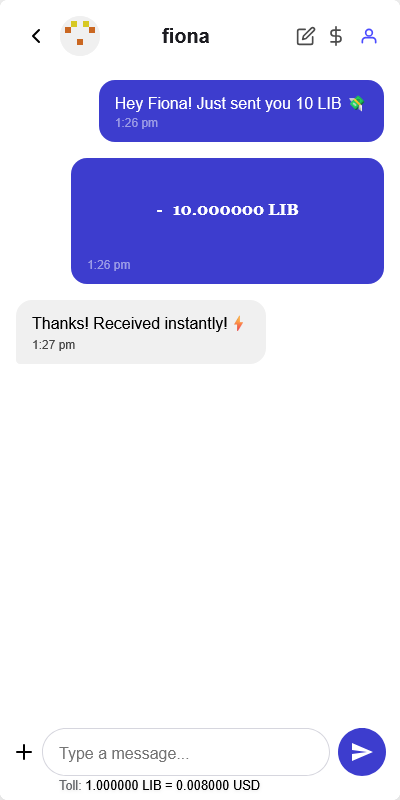 fiona
Hey Fiona! Just sent you 10 LIB 💸
1:26 pm
- 10.000000 LIB
1:26 pm
Thanks! Received instantly!⚡
1:27 pm
Type a message...
Toll: 1.000000 LIB = 0.008000 USD